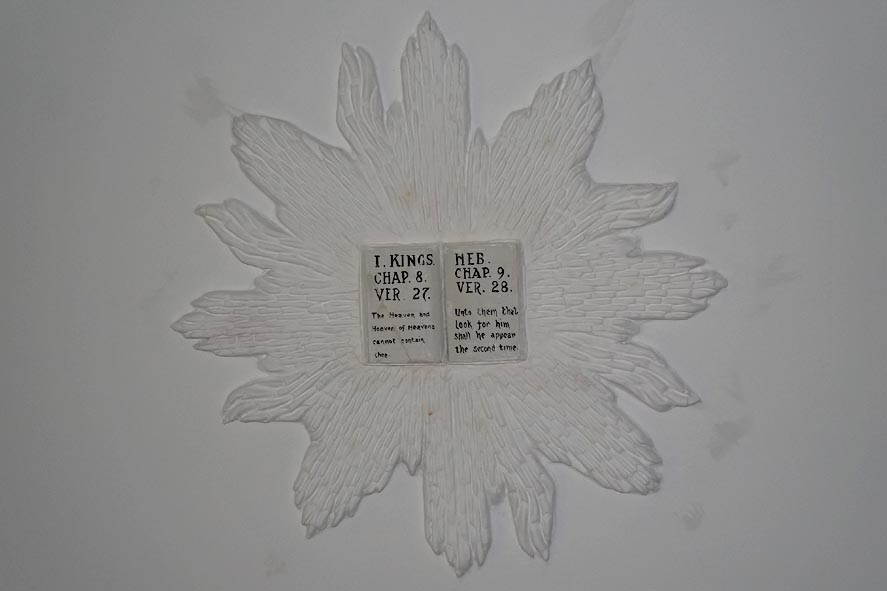 I. KINGS.
CHAP. 8.
VER. 27.
The Heaven and
Heaven of Heavens
cannot contain
thee.
HEB.
CHAP. 9.
VER. 28.
Unto them that
look for him
shall he appear
the second time.